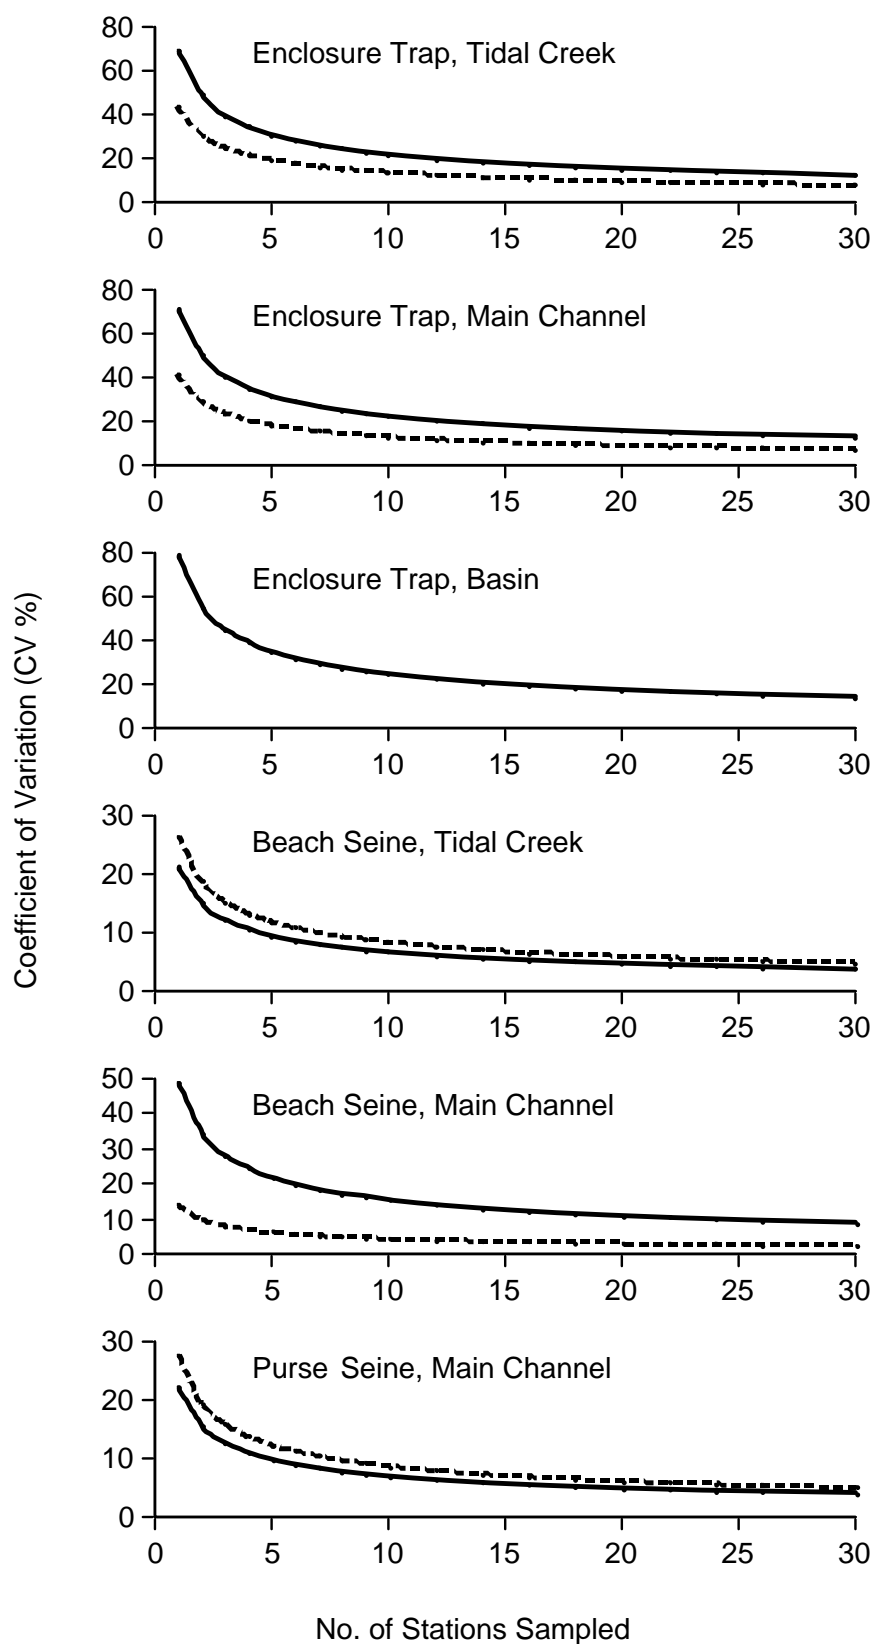 80
60
40
20
0
0 5 10 15 20 25 30
Enclosure Trap, Tidal Creek
80
60
40
20
0
0 5 10 15 20 25 30
Enclosure Trap, Main Channel
80
60
40
20
0
0 5 10 15 20 25 30
Enclosure Trap, Basin
Coefficient of Variation (CV %)
30
20
10
0
0 5 10 15 20 25 30
Beach Seine, Tidal Creek
50
40
30
20
10
0
0 5 10 15 20 25 30
Beach Seine, Main Channel
30
20
10
0
0 5 10 15 20 25 30
Purse Seine, Main Channel
No. of Stations Sampled